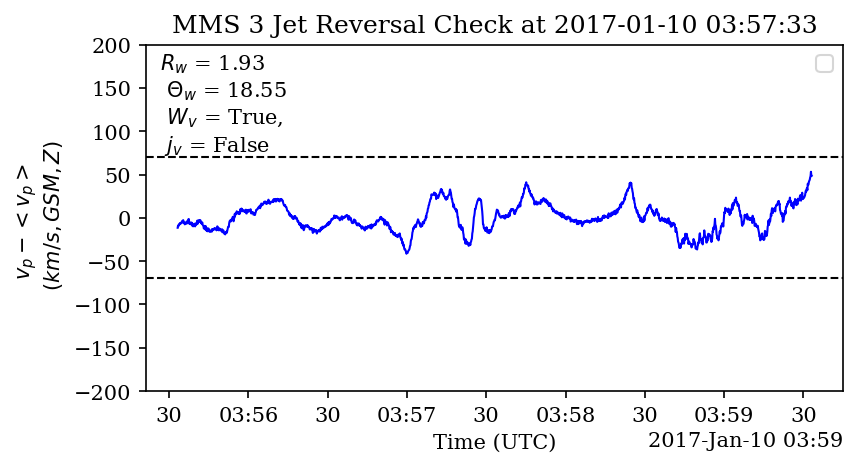 MMS 3 Jet Reversal Check at 2017-01-10 03:57:33
R_w = 1.93
Θ_w = 18.55
W_v = True,
j_v = False
v_p − < v_p >
(km/s, GSM, Z)
200
150
100
50
0
−50
−100
−150
−200
30 03:56 30 03:57 30 03:58 30 03:59 30
Time (UTC)
2017-Jan-10 03:59